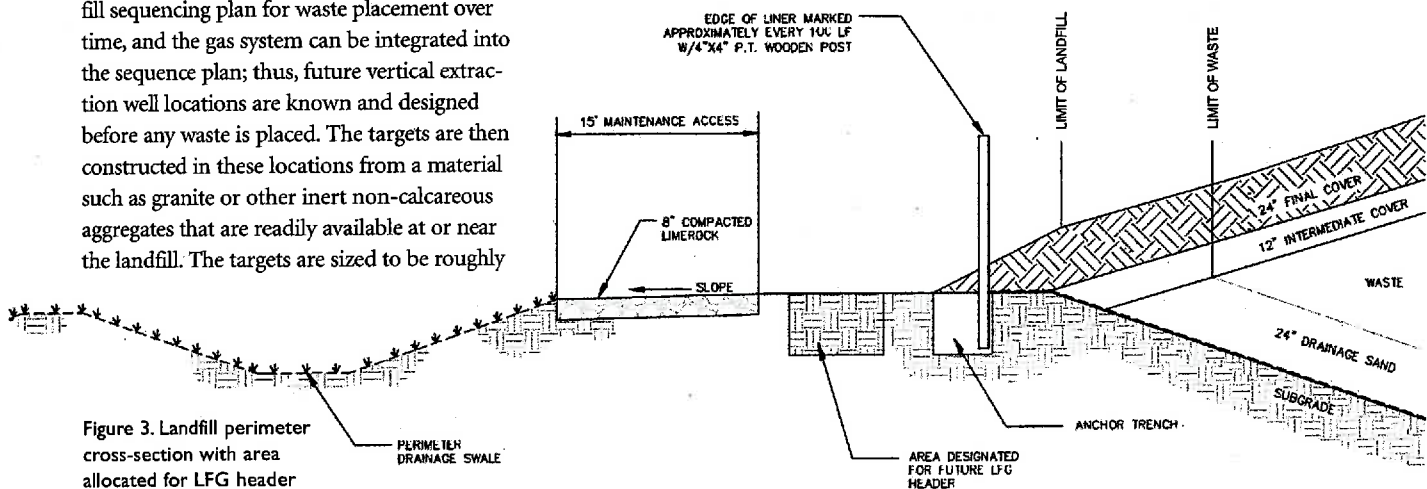 fill sequencing plan for waste placement over
time, and the gas system can be integrated into
the sequence plan; thus, future vertical extrac-
tion well locations are known and designed
before any waste is placed. The targets are then
constructed in these locations from a material
such as granite or other inert non-calcareous
aggregates that are readily available at or near
the landfill. The targets are sized to be roughly
EDGE OF LINER MARKED
APPROXIMATELY EVERY 100 LF
W/4"X4" P.T. WOODEN POST
LIMIT OF LANDFILL
LIMIT OF WASTE
15' MAINTENANCE ACCESS
8" COMPACTED
LIMEROCK
SLOPE
24" FINAL COVER
12" INTERMEDIATE COVER
WASTE
24" DRAINAGE SAND
SUBGRADE
ANCHOR TRENCH
AREA DESIGNATED
FOR FUTURE LFG
HEADER
PERIMETER
DRAINAGE SWALE
Figure 3. Landfill perimeter
cross-section with area
allocated for LFG header